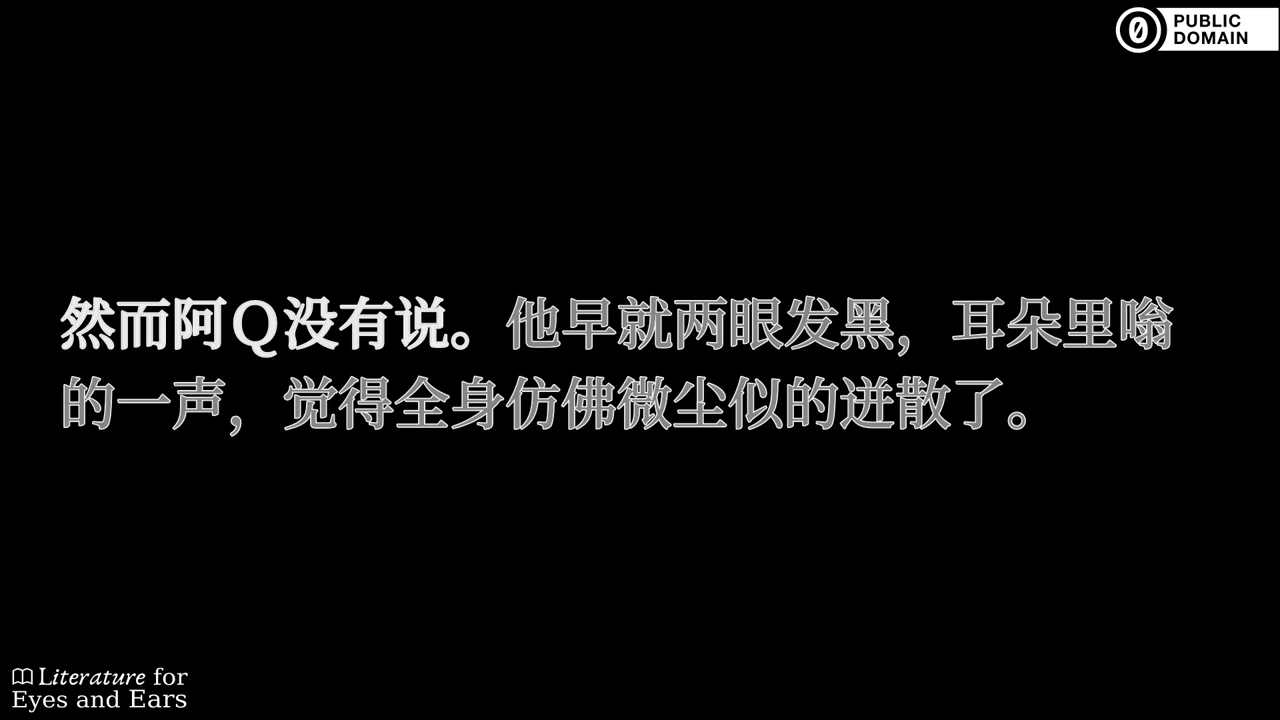 PUBLIC
DOMAIN
然而阿Q没有说。他早就两眼发黑，耳朵里嗡
的一声，觉得全身仿佛微尘似的迸散了。
Literature for
Eyes and Ears